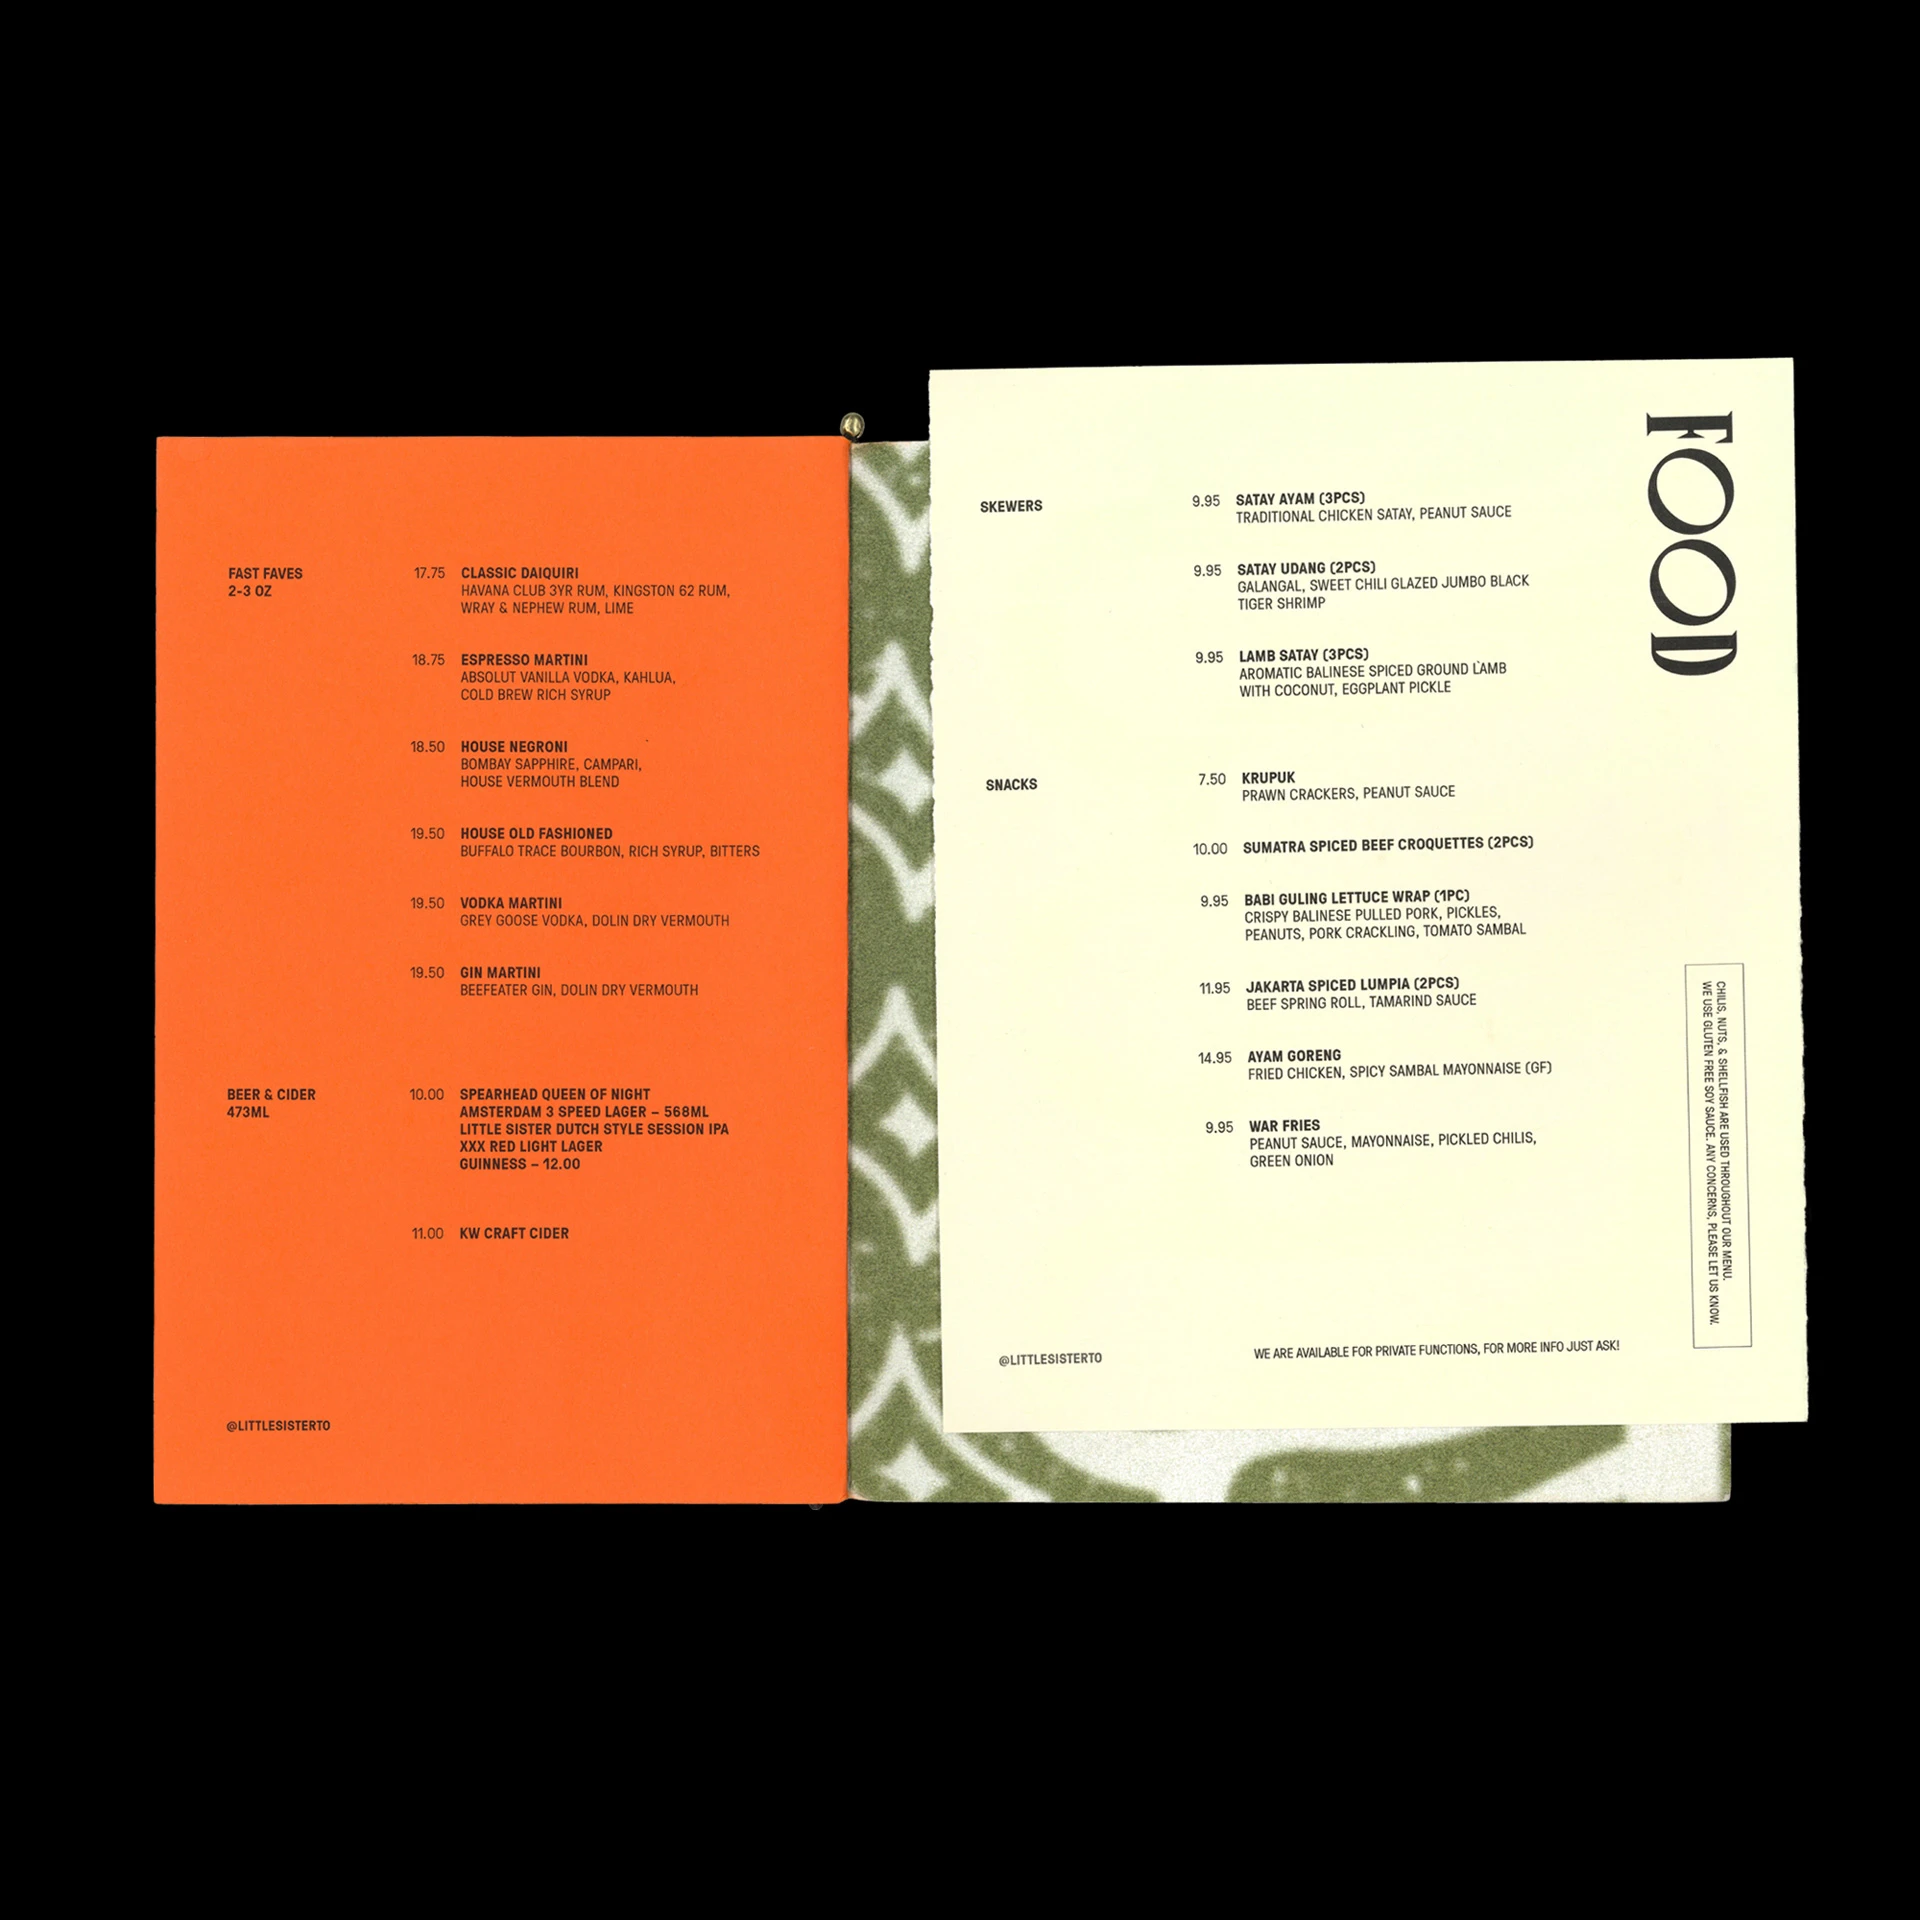 FAST FAVES
2-3 OZ
17.75 CLASSIC DAIQUIRI
HAVANA CLUB 3YR RUM, KINGSTON 62 RUM,
WRAY & NEPHEW RUM, LIME
18.75 ESPRESSO MARTINI
ABSOLUT VANILLA VODKA, KAHLUA,
COLD BREW RICH SYRUP
18.50 HOUSE NEGRONI
BOMBAY SAPPHIRE, CAMPARI,
HOUSE VERMOUTH BLEND
19.50 HOUSE OLD FASHIONED
BUFFALO TRACE BOURBON, RICH SYRUP, BITTERS
19.50 VODKA MARTINI
GREY GOOSE VODKA, DOLIN DRY VERMOUTH
19.50 GIN MARTINI
BEEFEATER GIN, DOLIN DRY VERMOUTH
BEER & CIDER
473ML
10.00 SPEARHEAD QUEEN OF NIGHT
AMSTERDAM 3 SPEED LAGER – 568ML
LITTLE SISTER DUTCH STYLE SESSION IPA
XXX RED LIGHT LAGER
GUINNESS – 12.00
11.00 KW CRAFT CIDER
@LITTLESISTERTO
FOOD
SKEWERS
9.95 SATAY AYAM (3PCS)
TRADITIONAL CHICKEN SATAY, PEANUT SAUCE
9.95 SATAY UDANG (2PCS)
GALANGAL, SWEET CHILI GLAZED JUMBO BLACK
TIGER SHRIMP
9.95 LAMB SATAY (3PCS)
AROMATIC BALINESE SPICED GROUND LAMB
WITH COCONUT, EGGPLANT PICKLE
SNACKS
7.50 KRUPUK
PRAWN CRACKERS, PEANUT SAUCE
10.00 SUMATRA SPICED BEEF CROQUETTES (2PCS)
9.95 BABI GULING LETTUCE WRAP (1PC)
CRISPY BALINESE PULLED PORK, PICKLES,
PEANUTS, PORK CRACKLING, TOMATO SAMBAL
11.95 JAKARTA SPICED LUMPIA (2PCS)
BEEF SPRING ROLL, TAMARIND SAUCE
14.95 AYAM GORENG
FRIED CHICKEN, SPICY SAMBAL MAYONNAISE (GF)
9.95 WAR FRIES
PEANUT SAUCE, MAYONNAISE, PICKLED CHILIS,
GREEN ONION
CHILIS, NUTS, & SHELLFISH ARE USED THROUGHOUT OUR MENU.
WE USE GLUTEN FREE SOY SAUCE. ANY CONCERNS, PLEASE LET US KNOW.
@LITTLESISTERTO
WE ARE AVAILABLE FOR PRIVATE FUNCTIONS, FOR MORE INFO JUST ASK!